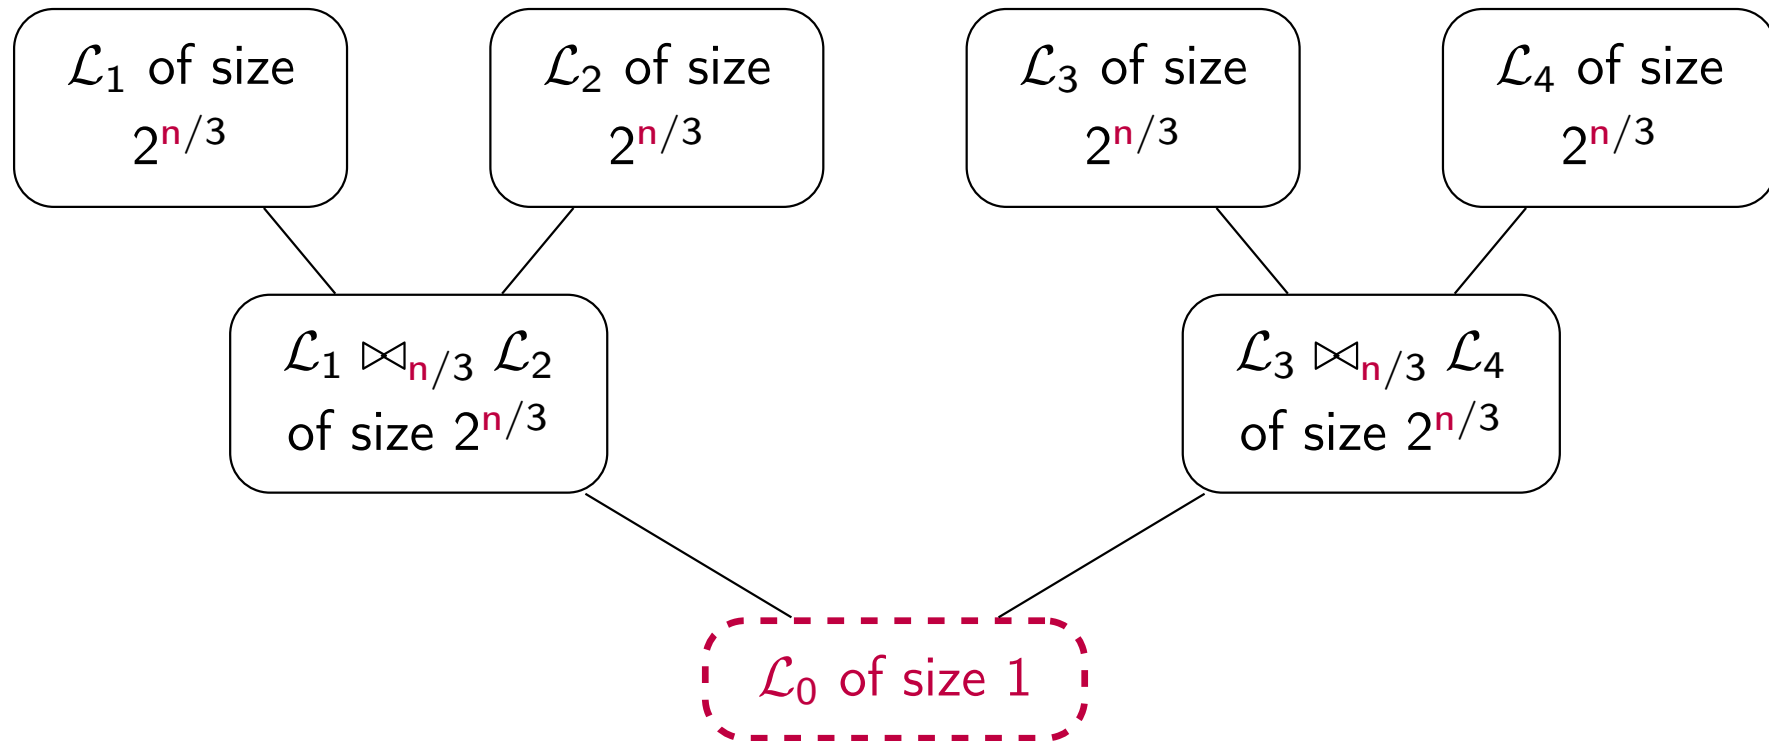 ℒ₁ of size
2^{n/3}
ℒ₂ of size
2^{n/3}
ℒ₃ of size
2^{n/3}
ℒ₄ of size
2^{n/3}
ℒ₁ ⋈_{n/3} ℒ₂
of size 2^{n/3}
ℒ₃ ⋈_{n/3} ℒ₄
of size 2^{n/3}
ℒ₀ of size 1